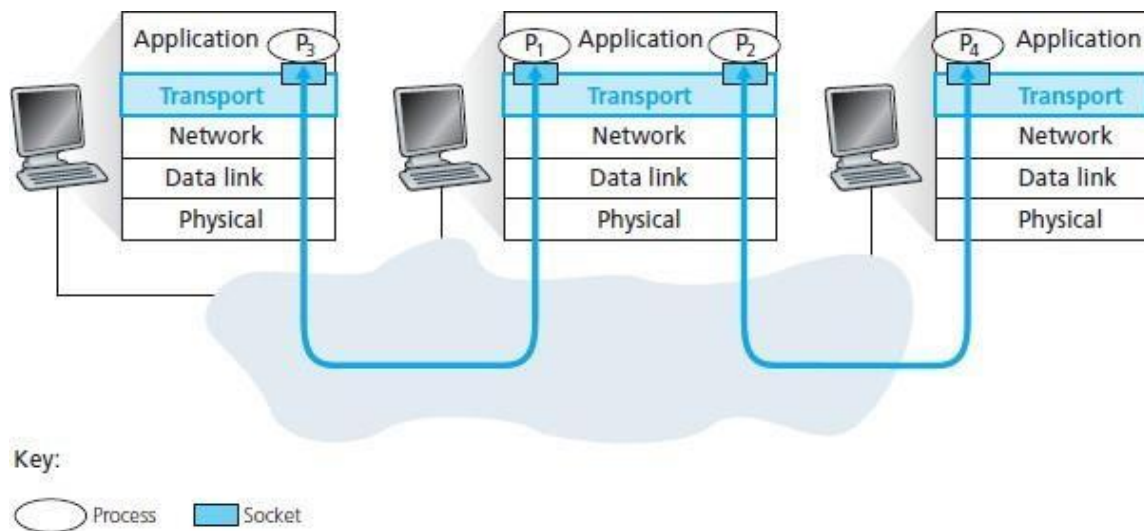 Application P3
Transport
Network
Data link
Physical
P1 Application P2
Transport
Network
Data link
Physical
P4 Application
Transport
Network
Data link
Physical
Key:
Process Socket